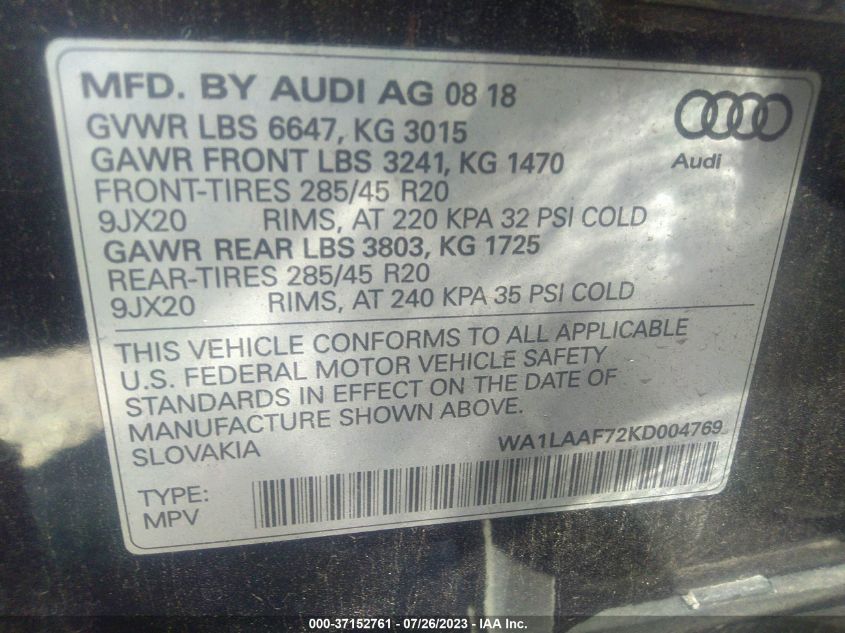 MFD. BY AUDI AG 08 18
GVWR LBS 6647, KG 3015
GAWR FRONT LBS 3241, KG 1470
FRONT-TIRES 285/45 R20
9JX20 RIMS, AT 220 KPA 32 PSI COLD
GAWR REAR LBS 3803, KG 1725
REAR-TIRES 285/45 R20
9JX20 RIMS, AT 240 KPA 35 PSI COLD
Audi
THIS VEHICLE CONFORMS TO ALL APPLICABLE
U.S. FEDERAL MOTOR VEHICLE SAFETY
STANDARDS IN EFFECT ON THE DATE OF
MANUFACTURE SHOWN ABOVE.
SLOVAKIA WA1LAAF72KD004769
TYPE:
MPV
000-37152761 - 07/26/2023 - IAA Inc.